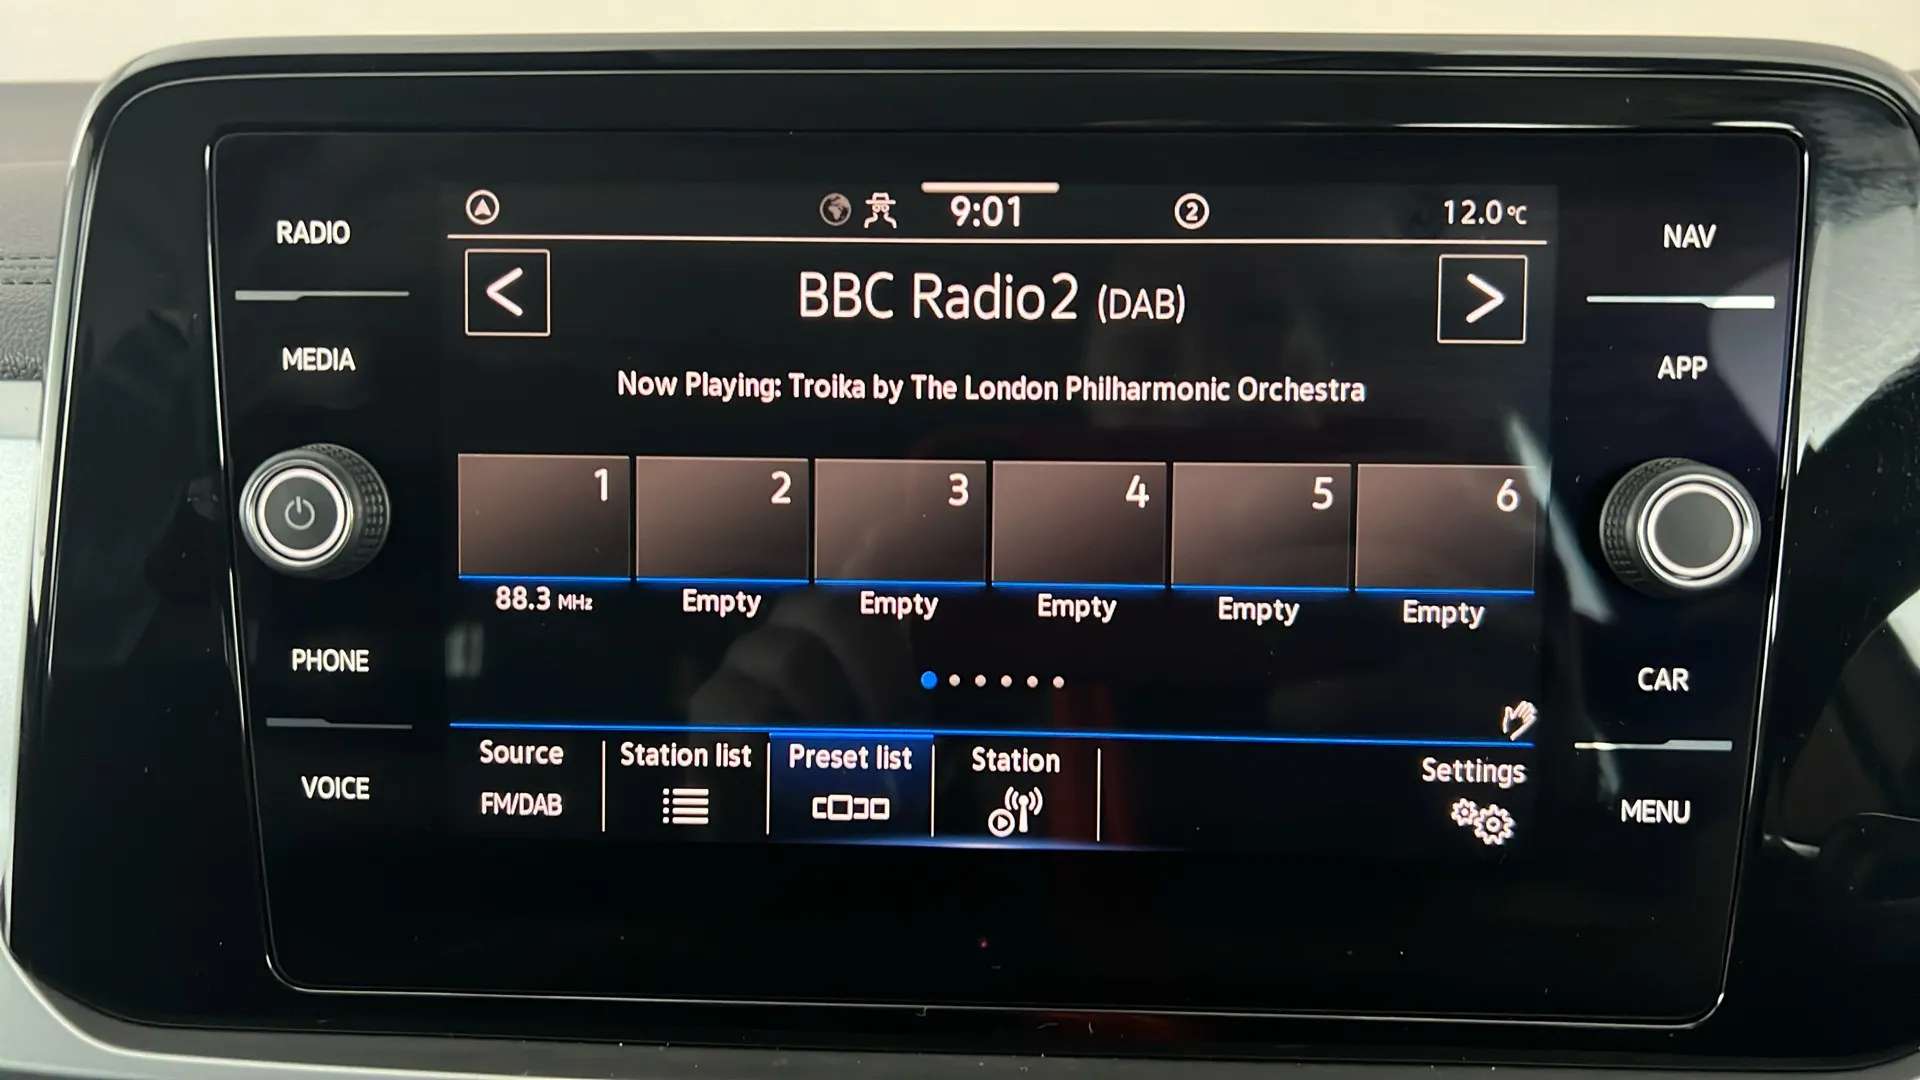 RADIO
MEDIA
PHONE
VOICE
9:01
2
12.0°C
<
BBC Radio2 (DAB)
>
Now Playing: Troika by The London Philharmonic Orchestra
1 2 3 4 5 6
88.3 MHz Empty Empty Empty Empty Empty
Source Station list Preset list Station Settings
FM/DAB
NAV
APP
CAR
MENU